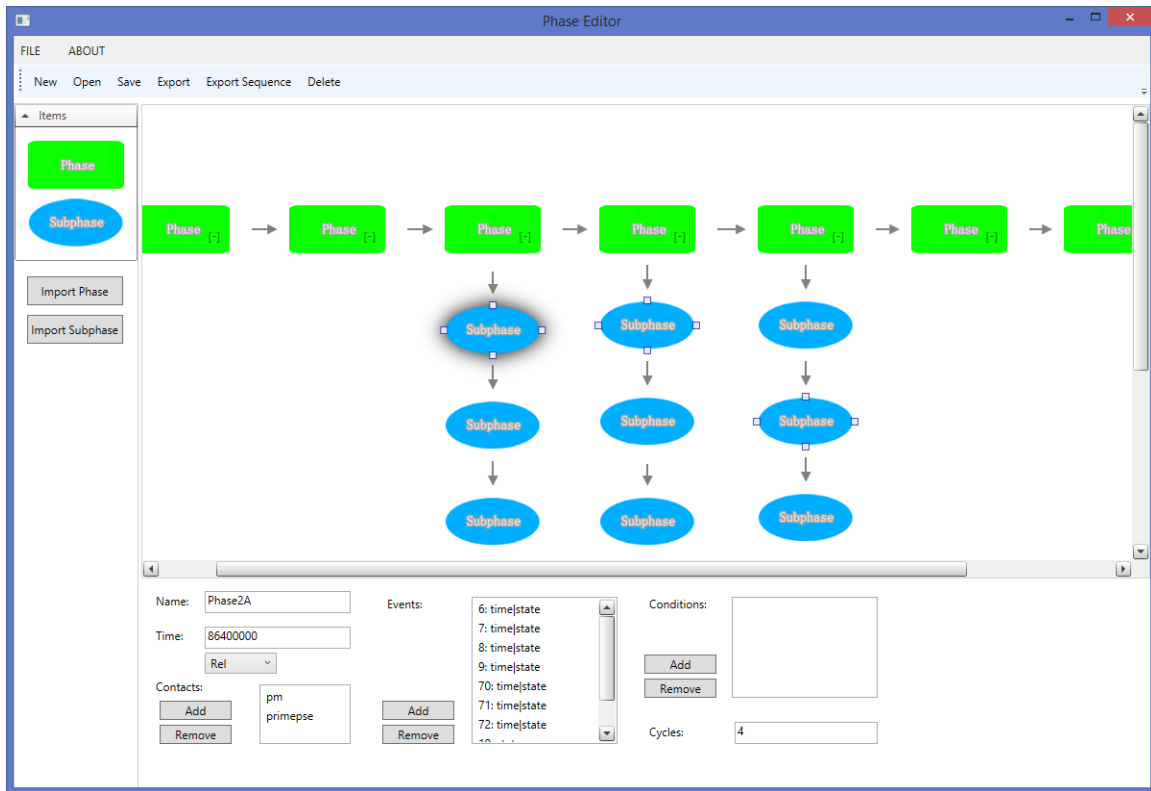 Phase Editor
FILE ABOUT
New Open Save Export Export Sequence Delete
Items
Phase
Subphase
Import Phase
Import Subphase
Phase [-] Phase [-] Phase [-] Phase [-] Phase [-] Phase [-] Phase
Subphase Subphase Subphase
Subphase Subphase Subphase
Subphase Subphase Subphase
Name: Phase2A
Time: 86400000
Rel
Contacts:
Add
Remove
pm
primepse
Events:
Add
Remove
6: time|state
7: time|state
8: time|state
9: time|state
70: time|state
71: time|state
72: time|state
Conditions:
Add
Remove
Cycles: 4